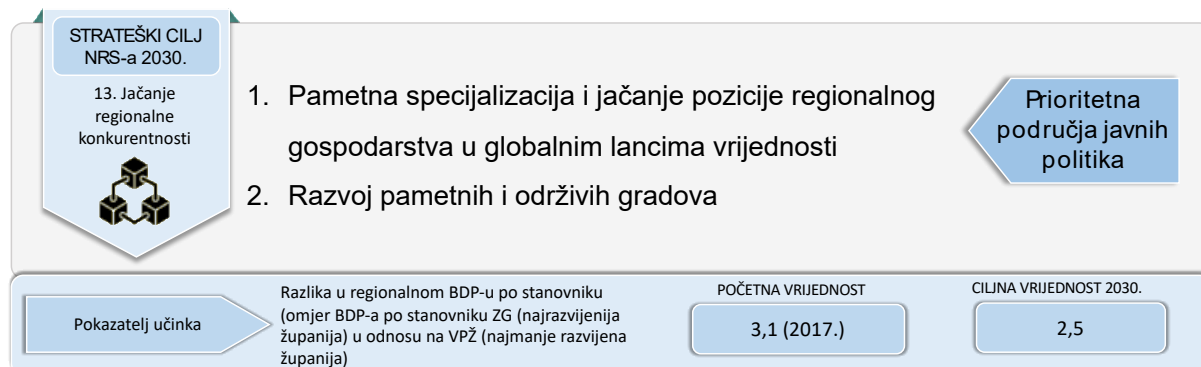 STRATEŠKI CILJ
NRS-a 2030.
13. Jačanje
regionalne
konkurentnosti
1. Pametna specijalizacija i jačanje pozicije regionalnog
gospodarstva u globalnim lancima vrijednosti
2. Razvoj pametnih i održivih gradova
Prioritetna
područja javnih
politika
Pokazatelj učinka
Razlika u regionalnom BDP-u po stanovniku
(omjer BDP-a po stanovniku ZG (najrazvijenija
županija) u odnosu na VPŽ (najmanje razvijena
županija)
POČETNA VRIJEDNOST
3,1 (2017.)
CILJNA VRIJEDNOST 2030.
2,5